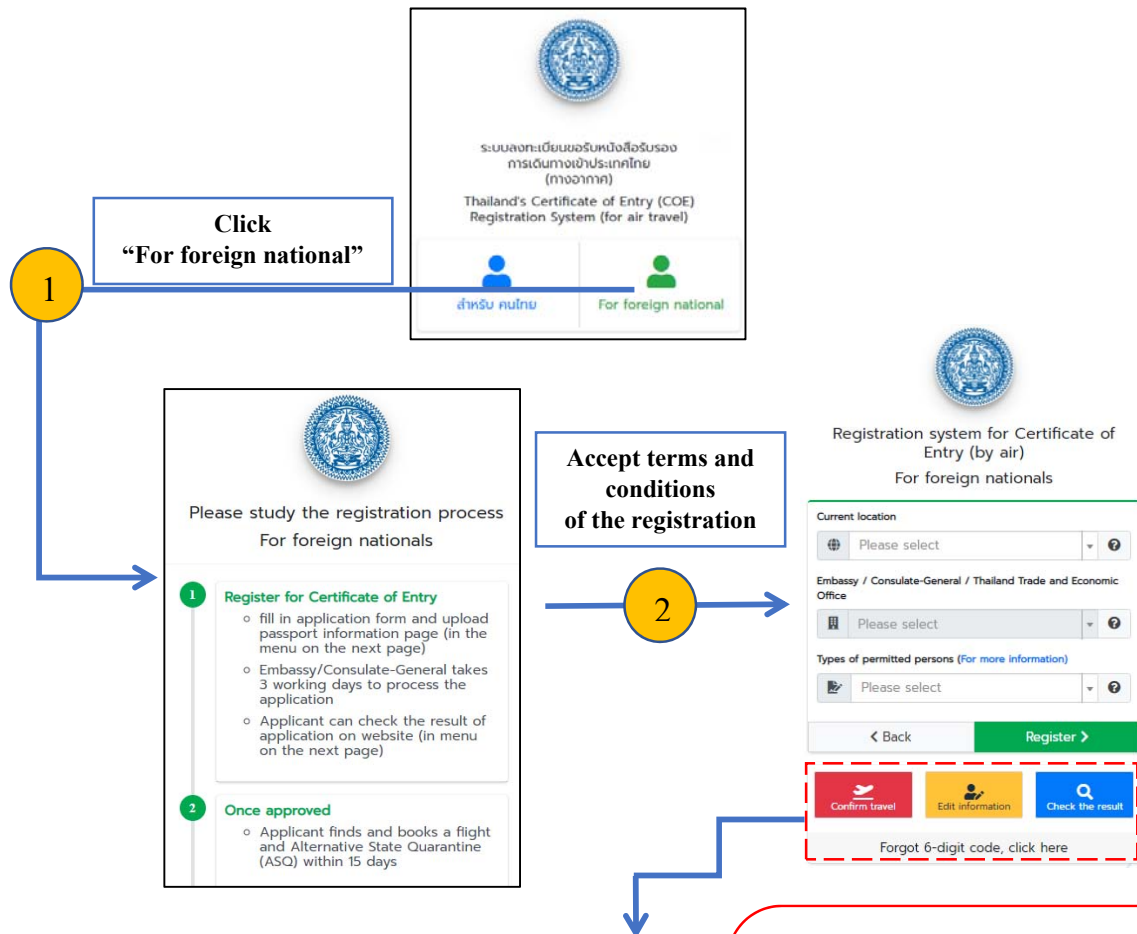 ระบบลงทะเบียนขอรับหนังสือรับรอง
การเดินทางเข้าประเทศไทย
(ทางอากาศ)
Thailand's Certificate of Entry (COE)
Registration System (for air travel)
สำหรับ คนไทย
For foreign national
Click
“For foreign national”
1
Please study the registration process
For foreign nationals
1
Register for Certificate of Entry
fill in application form and upload
passport information page (in the
menu on the next page)
Embassy/Consulate-General takes
3 working days to process the
application
Applicant can check the result of
application on website (in menu
on the next page)
2
Once approved
Applicant finds and books a flight
and Alternative State Quarantine
(ASQ) within 15 days
Accept terms and
conditions
of the registration
2
Registration system for Certificate of
Entry (by air)
For foreign nationals
Current location
Please select
Embassy / Consulate-General / Thailand Trade and Economic
Office
Please select
Types of permitted persons (For more information)
Please select
Back
Register
Confirm travel
Edit information
Check the result
Forgot 6-digit code, click here